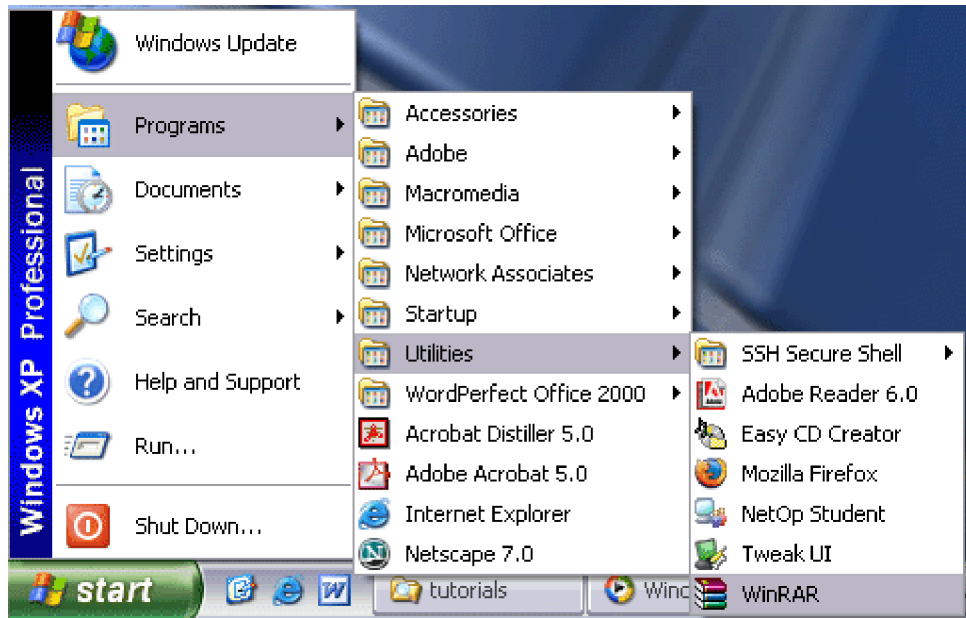 Windows XP Professional
Windows Update
Programs
Documents
Settings
Search
Help and Support
Run...
Shut Down...
Accessories
Adobe
Macromedia
Microsoft Office
Network Associates
Startup
Utilities
WordPerfect Office 2000
Acrobat Distiller 5.0
Adobe Acrobat 5.0
Internet Explorer
Netscape 7.0
SSH Secure Shell
Adobe Reader 6.0
Easy CD Creator
Mozilla Firefox
NetOp Student
Tweak UI
WinRAR
start
tutorials